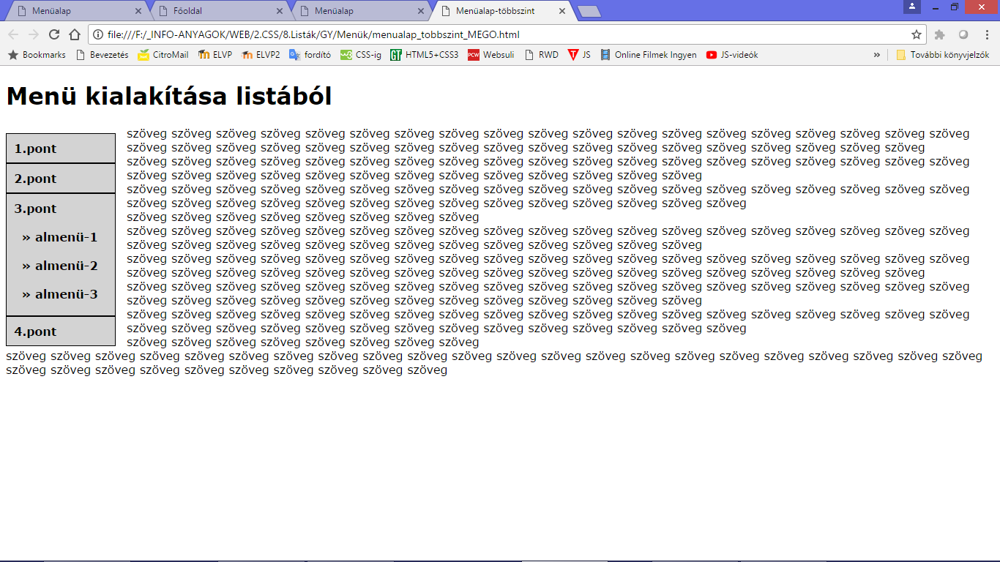 Menüalap
Főoldal
Menüalap
Menüalap-többszint
file:///F:/_INFO-ANYAGOK/WEB/2.CSS/8.Listák/GY/Menük/menualap_tobbszint_MEGO.html
Bookmarks
Bevezetés
CitroMail
ELVP
ELVP2
fordító
CSS-ig
HTML5+CSS3
Websuli
RWD
JS
Online Filmek Ingyen
JS-videók
»
További könyvjelzők
Menü kialakítása listából
1.pont
2.pont
3.pont
» almenü-1
» almenü-2
» almenü-3
4.pont
szöveg szöveg szöveg szöveg szöveg szöveg szöveg szöveg szöveg szöveg szöveg szöveg szöveg szöveg szöveg szöveg szöveg szöveg szöveg
szöveg szöveg szöveg szöveg szöveg szöveg szöveg szöveg szöveg szöveg szöveg szöveg szöveg szöveg szöveg szöveg szöveg szöveg
szöveg szöveg szöveg szöveg szöveg szöveg szöveg szöveg szöveg szöveg szöveg szöveg szöveg szöveg szöveg szöveg szöveg szöveg szöveg
szöveg szöveg szöveg szöveg szöveg szöveg szöveg szöveg szöveg szöveg szöveg szöveg szöveg
szöveg szöveg szöveg szöveg szöveg szöveg szöveg szöveg szöveg szöveg szöveg szöveg szöveg szöveg szöveg szöveg szöveg szöveg szöveg
szöveg szöveg szöveg szöveg szöveg szöveg szöveg szöveg szöveg szöveg szöveg szöveg szöveg szöveg
szöveg szöveg szöveg szöveg szöveg szöveg szöveg szöveg
szöveg szöveg szöveg szöveg szöveg szöveg szöveg szöveg szöveg szöveg szöveg szöveg szöveg szöveg szöveg szöveg szöveg szöveg szöveg
szöveg szöveg szöveg szöveg szöveg szöveg szöveg szöveg szöveg szöveg szöveg szöveg szöveg
szöveg szöveg szöveg szöveg szöveg szöveg szöveg szöveg szöveg szöveg szöveg szöveg szöveg szöveg szöveg szöveg szöveg szöveg szöveg
szöveg szöveg szöveg szöveg szöveg szöveg szöveg szöveg szöveg szöveg szöveg szöveg szöveg szöveg szöveg szöveg szöveg szöveg
szöveg szöveg szöveg szöveg szöveg szöveg szöveg szöveg szöveg szöveg szöveg szöveg szöveg szöveg szöveg szöveg szöveg szöveg szöveg
szöveg szöveg szöveg szöveg szöveg szöveg szöveg szöveg szöveg szöveg szöveg szöveg szöveg
szöveg szöveg szöveg szöveg szöveg szöveg szöveg szöveg szöveg szöveg szöveg szöveg szöveg szöveg szöveg szöveg szöveg szöveg szöveg
szöveg szöveg szöveg szöveg szöveg szöveg szöveg szöveg szöveg szöveg szöveg szöveg szöveg szöveg
szöveg szöveg szöveg szöveg szöveg szöveg szöveg szöveg
szöveg szöveg szöveg szöveg szöveg szöveg szöveg szöveg szöveg szöveg szöveg szöveg szöveg szöveg szöveg szöveg szöveg szöveg szöveg szöveg szöveg szöveg
szöveg szöveg szöveg szöveg szöveg szöveg szöveg szöveg szöveg szöveg